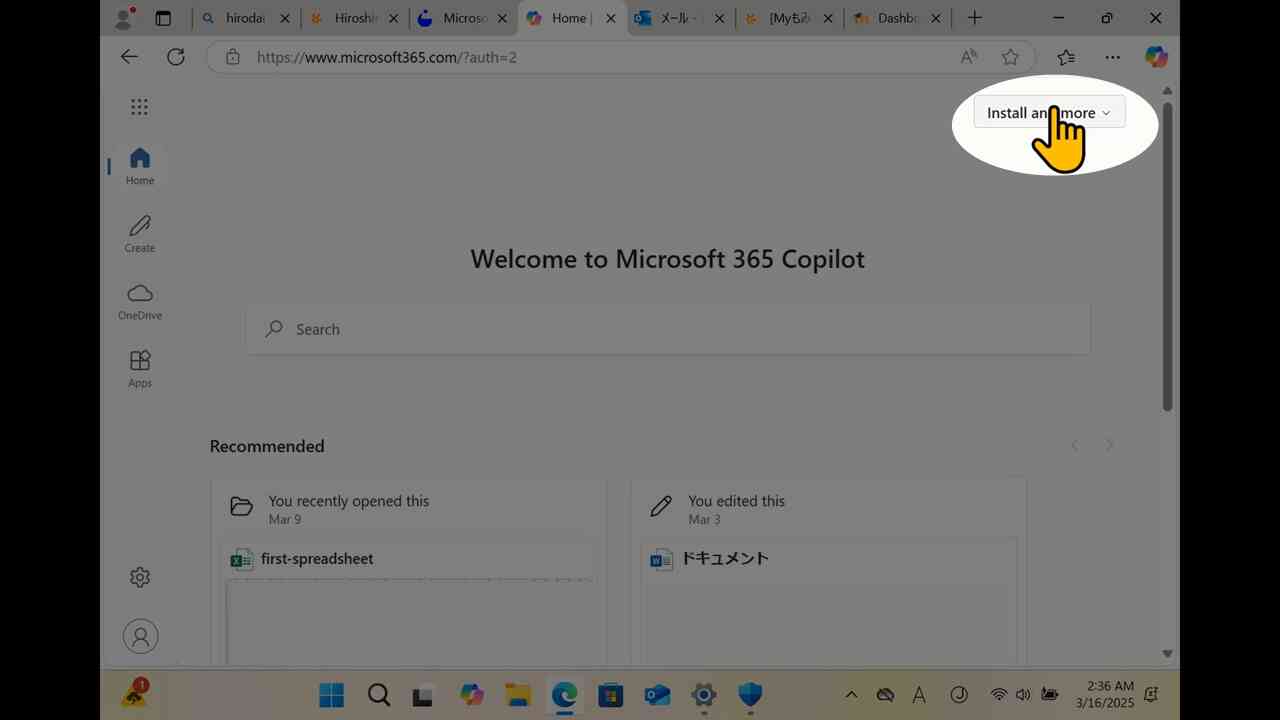 hirodai
Hiroshin
Microso
Home |
メール -
[Myもみ
Dashbo
https://www.microsoft365.com/?auth=2
Install and more
Home
Create
OneDrive
Apps
Welcome to Microsoft 365 Copilot
Search
Recommended
You recently opened this
Mar 9
first-spreadsheet
You edited this
Mar 3
ドキュメント
1
A
2:36 AM
3/16/2025